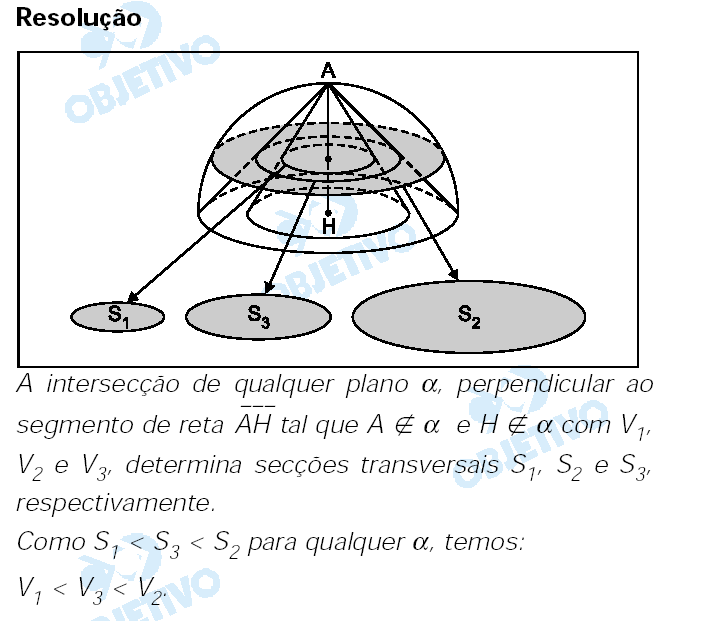 Resolução
OBJETIVO
A
H
OBJETIVO
S₁ S₃ S₂
A intersecção de qualquer plano α, perpendicular ao
segmento de reta A̅H̅ tal que A ∉ α e H ∉ α com V₁,
V₂ e V₃, determina secções transversais S₁, S₂ e S₃,
respectivamente.
OBJETIVO
Como S₁ < S₃ < S₂ para qualquer α, temos:
V₁ < V₃ < V₂.
OBJETIVO